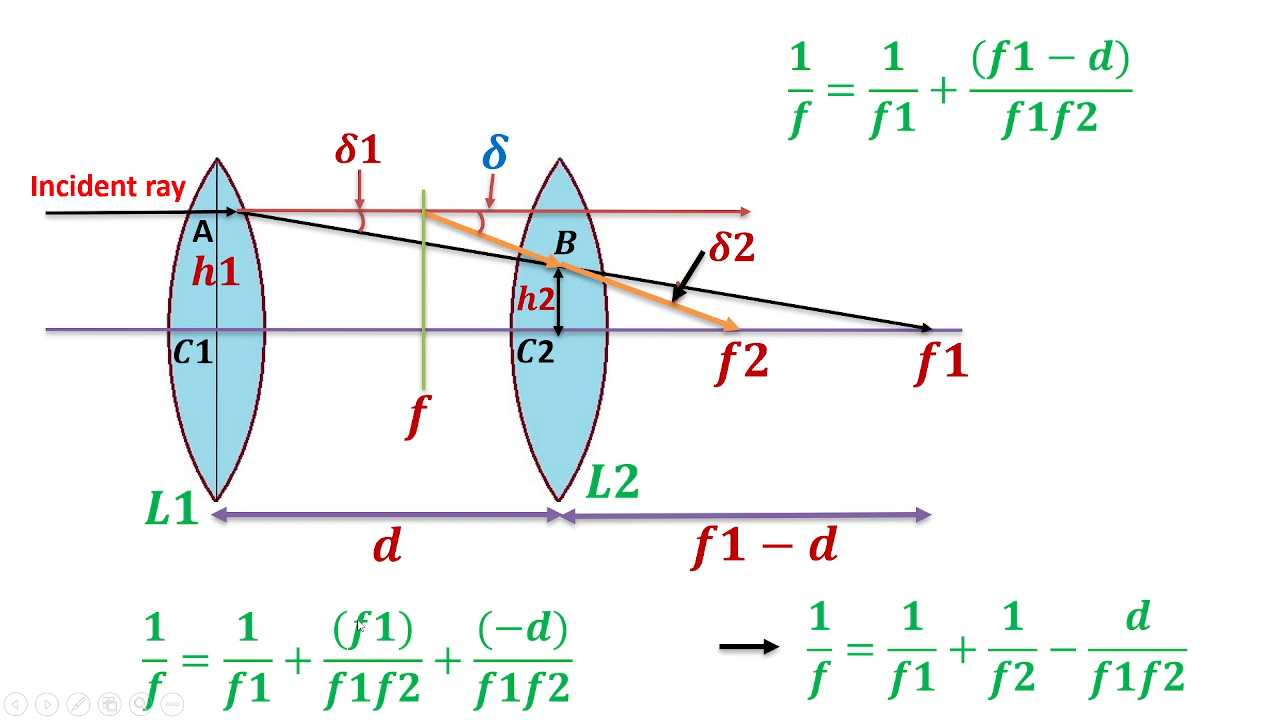 1/f = 1/f1 + (f1 − d)/f1f2
δ1
δ
Incident ray
A
B
δ2
h1
h2
C1
C2
f2
f1
f
L1
L2
d
f1 − d
1/f = 1/f1 + (f1)/f1f2 + (−d)/f1f2
1/f = 1/f1 + 1/f2 − d/f1f2